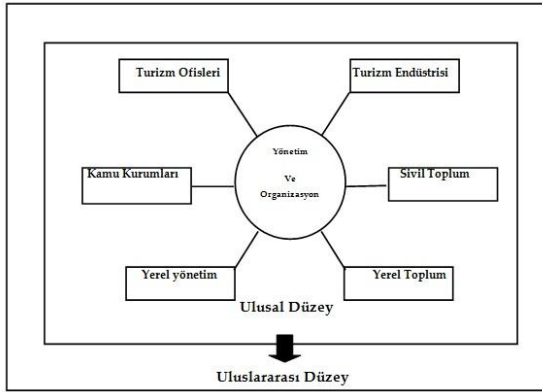 Turizm Ofisleri
Turizm Endüstrisi
Yönetim
Ve
Organizasyon
Kamu Kurumları
Sivil Toplum
Yerel yönetim
Yerel Toplum
Ulusal Düzey
Uluslararası Düzey